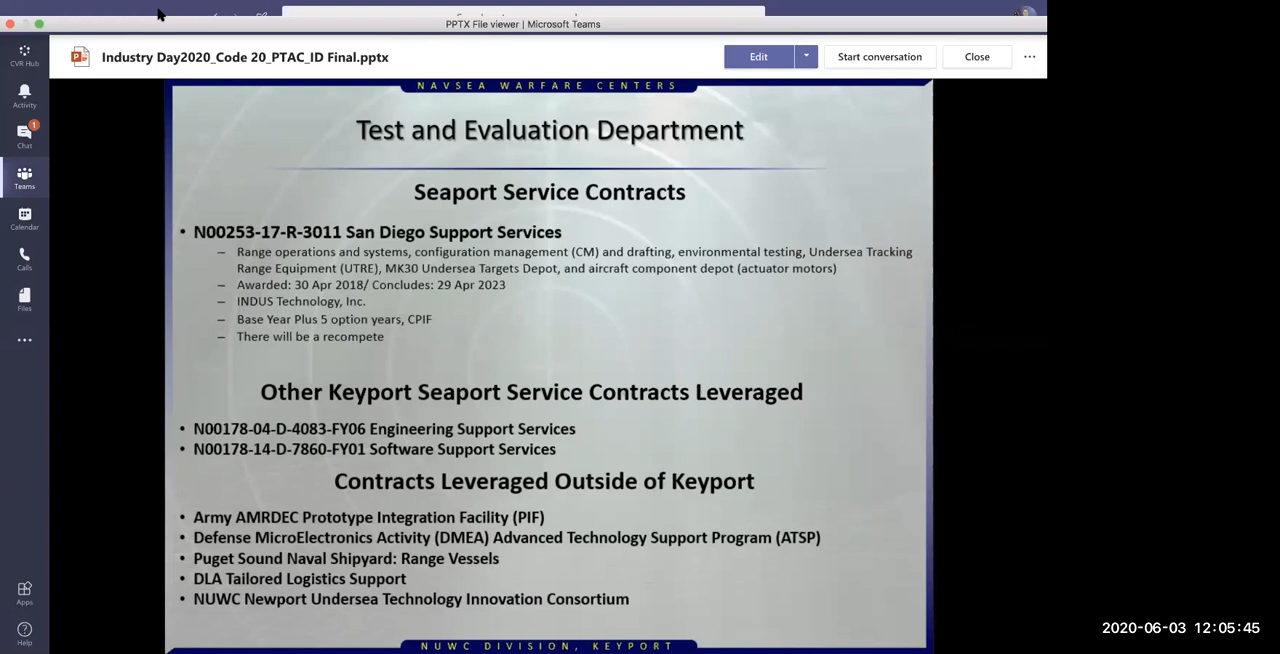 PPTX File viewer | Microsoft Teams
CVR Hub
Industry Day2020_Code 20_PTAC_ID Final.pptx
Edit
Start conversation
Close
Activity
1
Chat
Teams
Calendar
Calls
Files
Apps
Help
NAVSEA WARFARE CENTERS
Test and Evaluation Department
Seaport Service Contracts
• N00253-17-R-3011 San Diego Support Services
– Range operations and systems, configuration management (CM) and drafting, environmental testing, Undersea Tracking
Range Equipment (UTRE), MK30 Undersea Targets Depot, and aircraft component depot (actuator motors)
– Awarded: 30 Apr 2018/ Concludes: 29 Apr 2023
– INDUS Technology, Inc.
– Base Year Plus 5 option years, CPIF
– There will be a recompete
Other Keyport Seaport Service Contracts Leveraged
• N00178-04-D-4083-FY06 Engineering Support Services
• N00178-14-D-7860-FY01 Software Support Services
Contracts Leveraged Outside of Keyport
• Army AMRDEC Prototype Integration Facility (PIF)
• Defense MicroElectronics Activity (DMEA) Advanced Technology Support Program (ATSP)
• Puget Sound Naval Shipyard: Range Vessels
• DLA Tailored Logistics Support
• NUWC Newport Undersea Technology Innovation Consortium
NUWC DIVISION, KEYPORT
2020-06-03 12:05:45